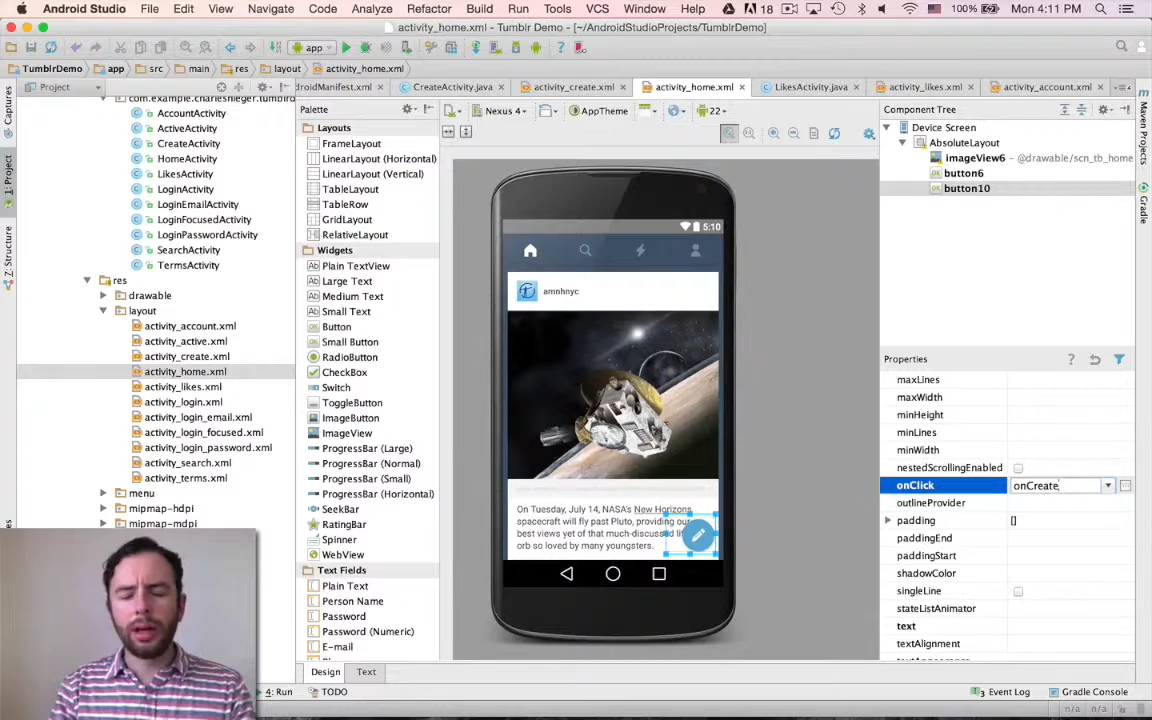 Android Studio File Edit View Navigate Code Analyze Refactor Build Run Tools VCS Window Help 18 100% Mon 4:11 PM
activity_home.xml - Tumblr Demo - [~/AndroidStudioProjects/TumblrDemo]
app
TumblrDemo app src main res layout activity_home.xml
Project
droidManifest.xml CreateActivity.java activity_create.xml activity_home.xml LikesActivity.java activity_likes.xml activity_account.xml
Captures
1: Project
Z: Structure
AccountActivity
ActiveActivity
CreateActivity
HomeActivity
LikesActivity
LoginActivity
LoginEmailActivity
LoginFocusedActivity
LoginPasswordActivity
SearchActivity
TermsActivity
res
drawable
layout
activity_account.xml
activity_active.xml
activity_create.xml
activity_home.xml
activity_likes.xml
activity_login.xml
activity_login_email.xml
activity_login_focused.xml
activity_login_password.xml
activity_search.xml
activity_terms.xml
menu
mipmap-hdpi
mipmap-mdpi
Palette
Layouts
FrameLayout
LinearLayout (Horizontal)
LinearLayout (Vertical)
TableLayout
TableRow
GridLayout
RelativeLayout
Widgets
Plain TextView
Large Text
Medium Text
Small Text
Button
Small Button
RadioButton
CheckBox
Switch
ToggleButton
ImageButton
ImageView
ProgressBar (Large)
ProgressBar (Normal)
ProgressBar (Small)
ProgressBar (Horizontal)
SeekBar
RatingBar
Spinner
WebView
Text Fields
Plain Text
Person Name
Password
Password (Numeric)
E-mail
Nexus 4 AppTheme 22
5:10
amnhnyc
On Tuesday, July 14, NASA's New Horizons
spacecraft will fly past Pluto, providing our
best views yet of that much-discussed
orb so loved by many youngsters.
Design Text
Component Tree
Device Screen
AbsoluteLayout
imageView6 - @drawable/scn_tb_home
button6
button10
Properties
maxLines
maxWidth
minHeight
minLines
minWidth
nestedScrollingEnabled
onClick onCreate
outlineProvider
padding []
paddingEnd
paddingStart
shadowColor
singleLine
stateListAnimator
text
textAlignment
Maven Projects
Gradle
4: Run TODO 3 Event Log Gradle Console
n/a n/a